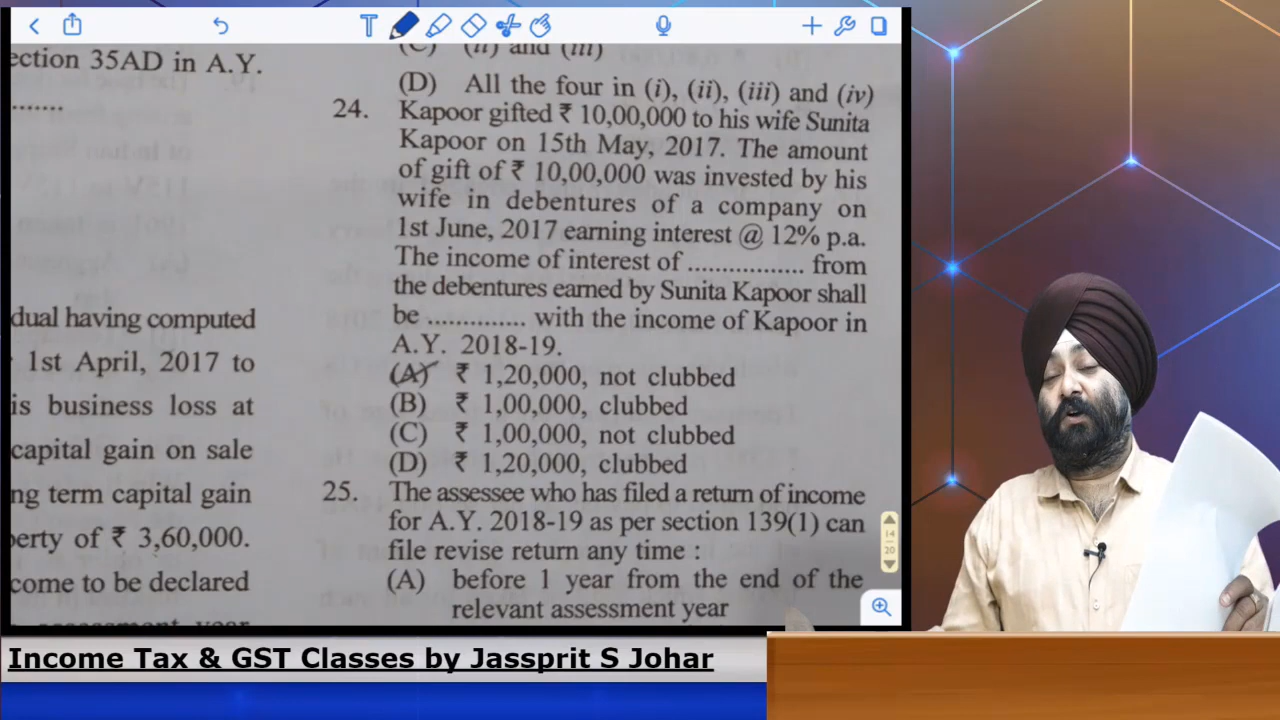 T
ection 35AD in A.Y.
........
dual having computed
1st April, 2017 to
is business loss at
capital gain on sale
ng term capital gain
erty of ₹ 3,60,000.
come to be declared
(C) (ii) and (iii)
(D) All the four in (i), (ii), (iii) and (iv)
24. Kapoor gifted ₹ 10,00,000 to his wife Sunita
Kapoor on 15th May, 2017. The amount
of gift of ₹ 10,00,000 was invested by his
wife in debentures of a company on
1st June, 2017 earning interest @ 12% p.a.
The income of interest of ................. from
the debentures earned by Sunita Kapoor shall
be .............. with the income of Kapoor in
A.Y. 2018-19.
(A) ₹ 1,20,000, not clubbed
(B) ₹ 1,00,000, clubbed
(C) ₹ 1,00,000, not clubbed
(D) ₹ 1,20,000, clubbed
25. The assessee who has filed a return of income
for A.Y. 2018-19 as per section 139(1) can
file revise return any time :
(A) before 1 year from the end of the
relevant assessment year
14
20
Income Tax & GST Classes by Jassprit S Johar